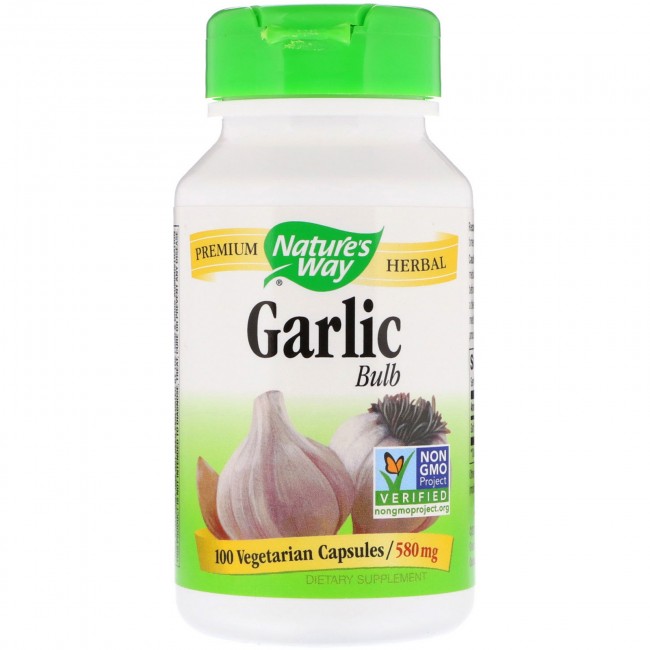 PREMIUM
Nature's
Way
®
HERBAL
Garlic
Bulb
NON
GMO
Project
VERIFIED
nongmoproject.org
100 Vegetarian Capsules / 580 mg
DIETARY SUPPLEMENT